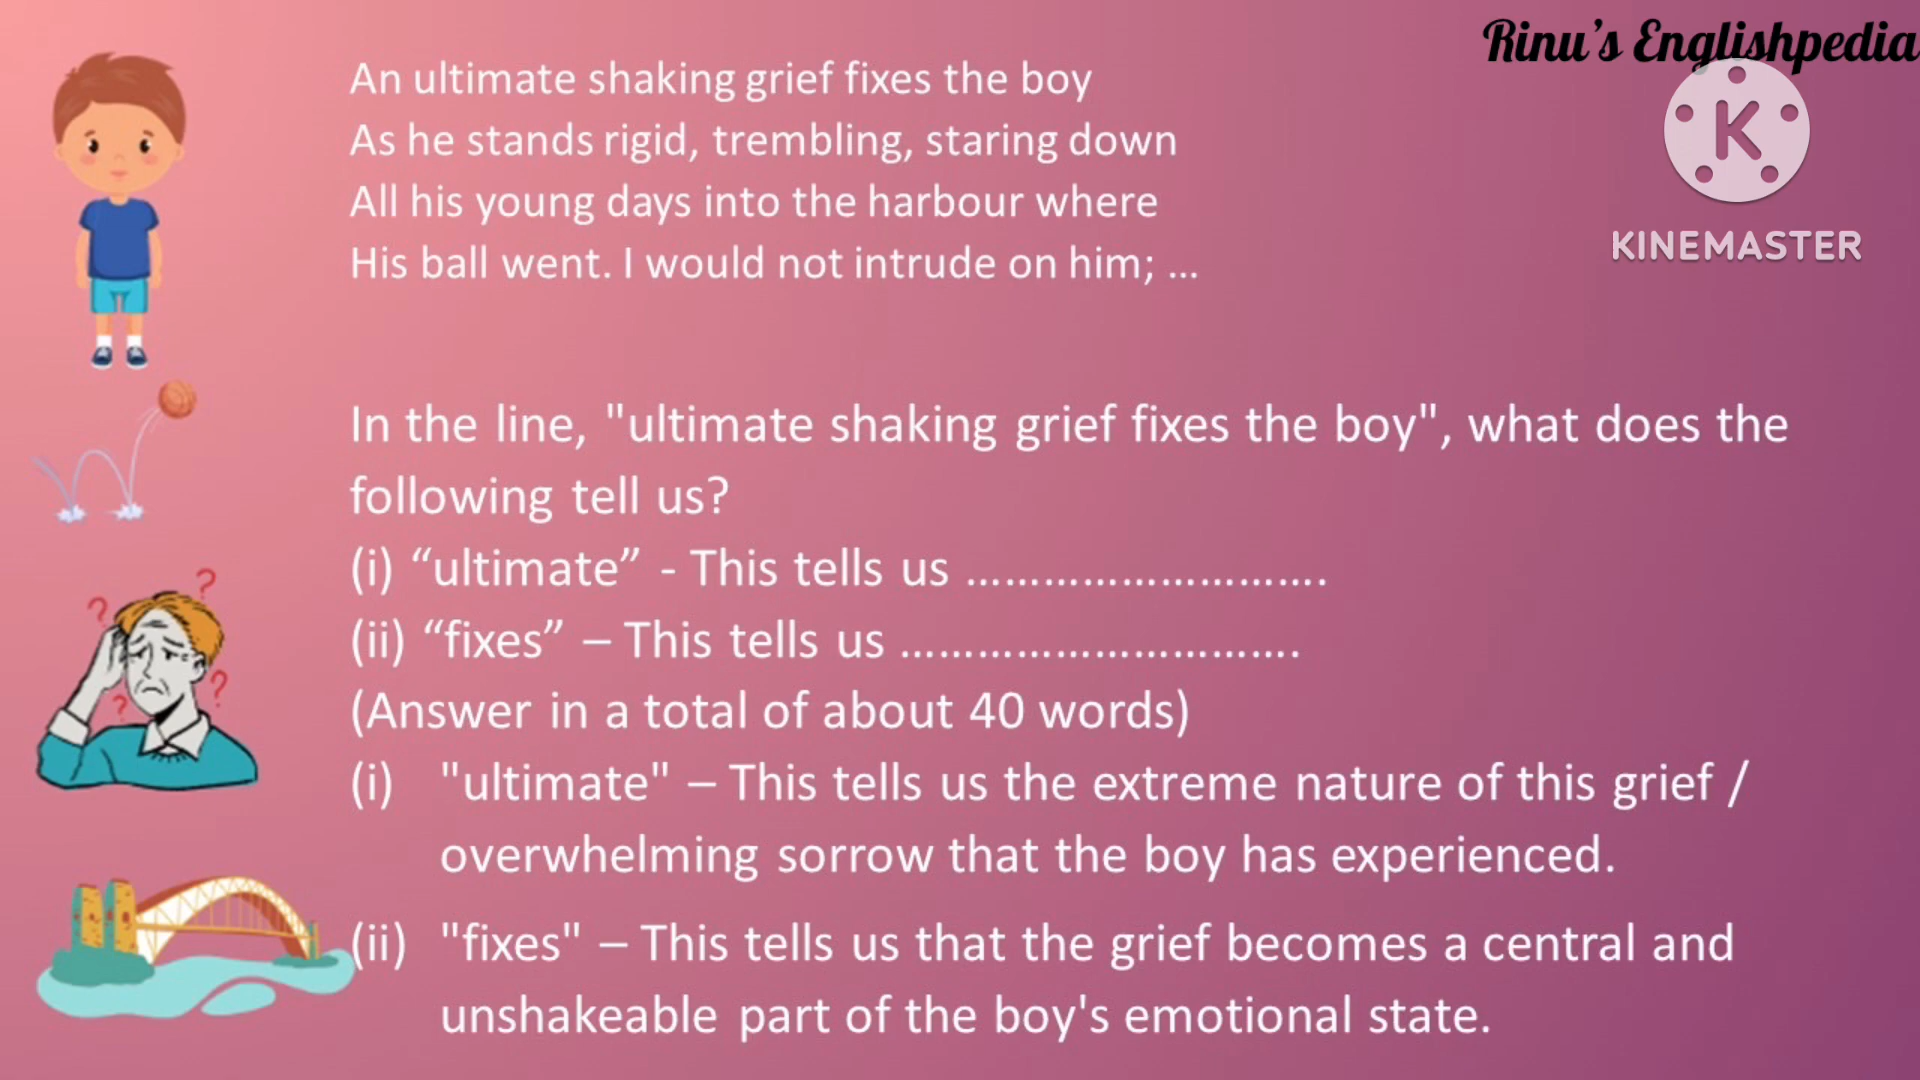 Rinu's Englishpedia
K
KINEMASTER
An ultimate shaking grief fixes the boy
As he stands rigid, trembling, staring down
All his young days into the harbour where
His ball went. I would not intrude on him; ...
In the line, "ultimate shaking grief fixes the boy", what does the
following tell us?
(i) “ultimate” - This tells us ............................
(ii) “fixes” – This tells us ...............................
(Answer in a total of about 40 words)
(i) "ultimate" – This tells us the extreme nature of this grief /
overwhelming sorrow that the boy has experienced.
(ii) "fixes" – This tells us that the grief becomes a central and
unshakeable part of the boy's emotional state.
? ? ? ?